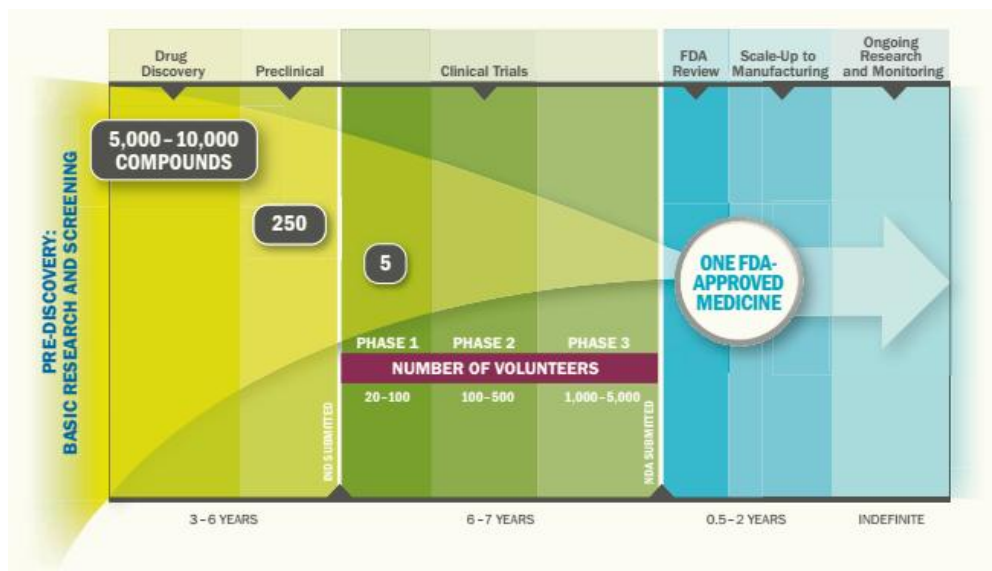 Drug
Discovery
Preclinical
Clinical Trials
FDA
Review
Scale-Up to
Manufacturing
Ongoing
Research
and Monitoring
PRE-DISCOVERY:
BASIC RESEARCH AND SCREENING
5,000–10,000
COMPOUNDS
250
5
ONE FDA-
APPROVED
MEDICINE
PHASE 1
PHASE 2
PHASE 3
NUMBER OF VOLUNTEERS
20–100
100–500
1,000–5,000
IND SUBMITTED
NDA SUBMITTED
3–6 YEARS
6–7 YEARS
0.5–2 YEARS
INDEFINITE